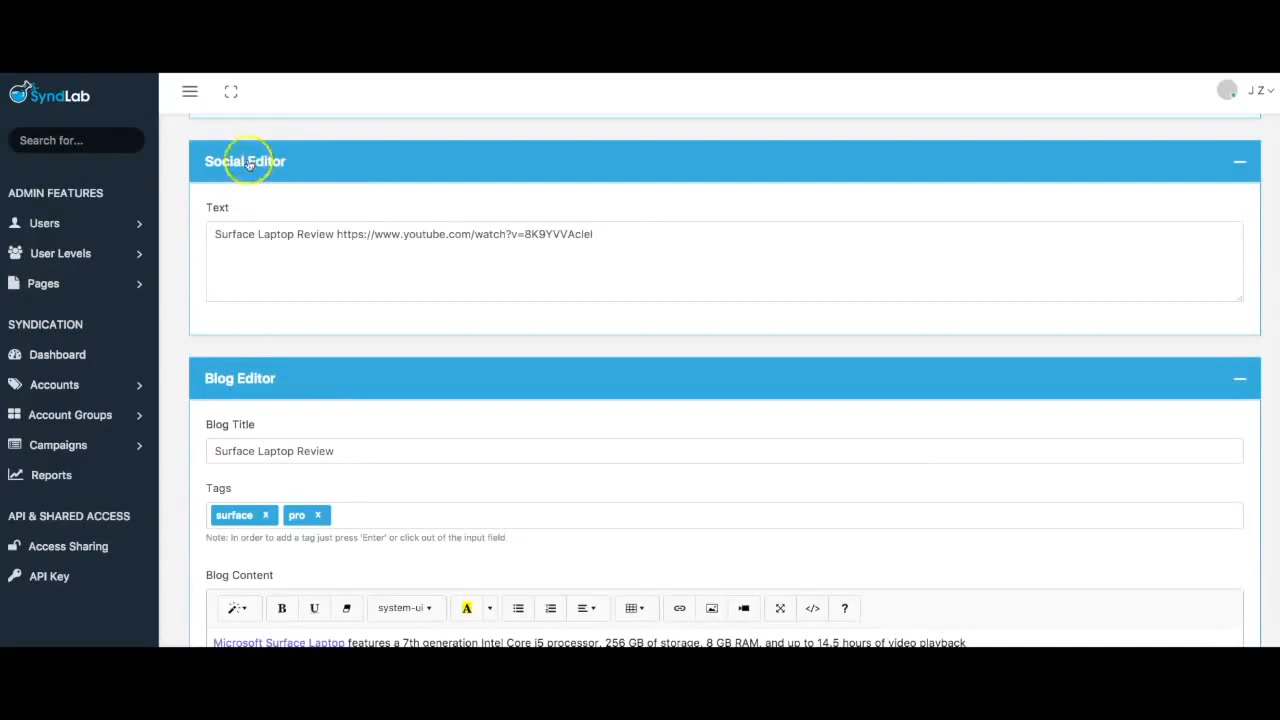 SyndLab
J Z
Search for...
ADMIN FEATURES
Users
User Levels
Pages
SYNDICATION
Dashboard
Accounts
Account Groups
Campaigns
Reports
API & SHARED ACCESS
Access Sharing
API Key
Social Editor
Text
Surface Laptop Review https://www.youtube.com/watch?v=8K9YVVAcIeI
Blog Editor
Blog Title
Surface Laptop Review
Tags
surface x pro x
Note: In order to add a tag just press 'Enter' or click out of the input field
Blog Content
B U system-ui A </> ?
Microsoft Surface Laptop features a 7th generation Intel Core i5 processor, 256 GB of storage, 8 GB RAM, and up to 14.5 hours of video playback